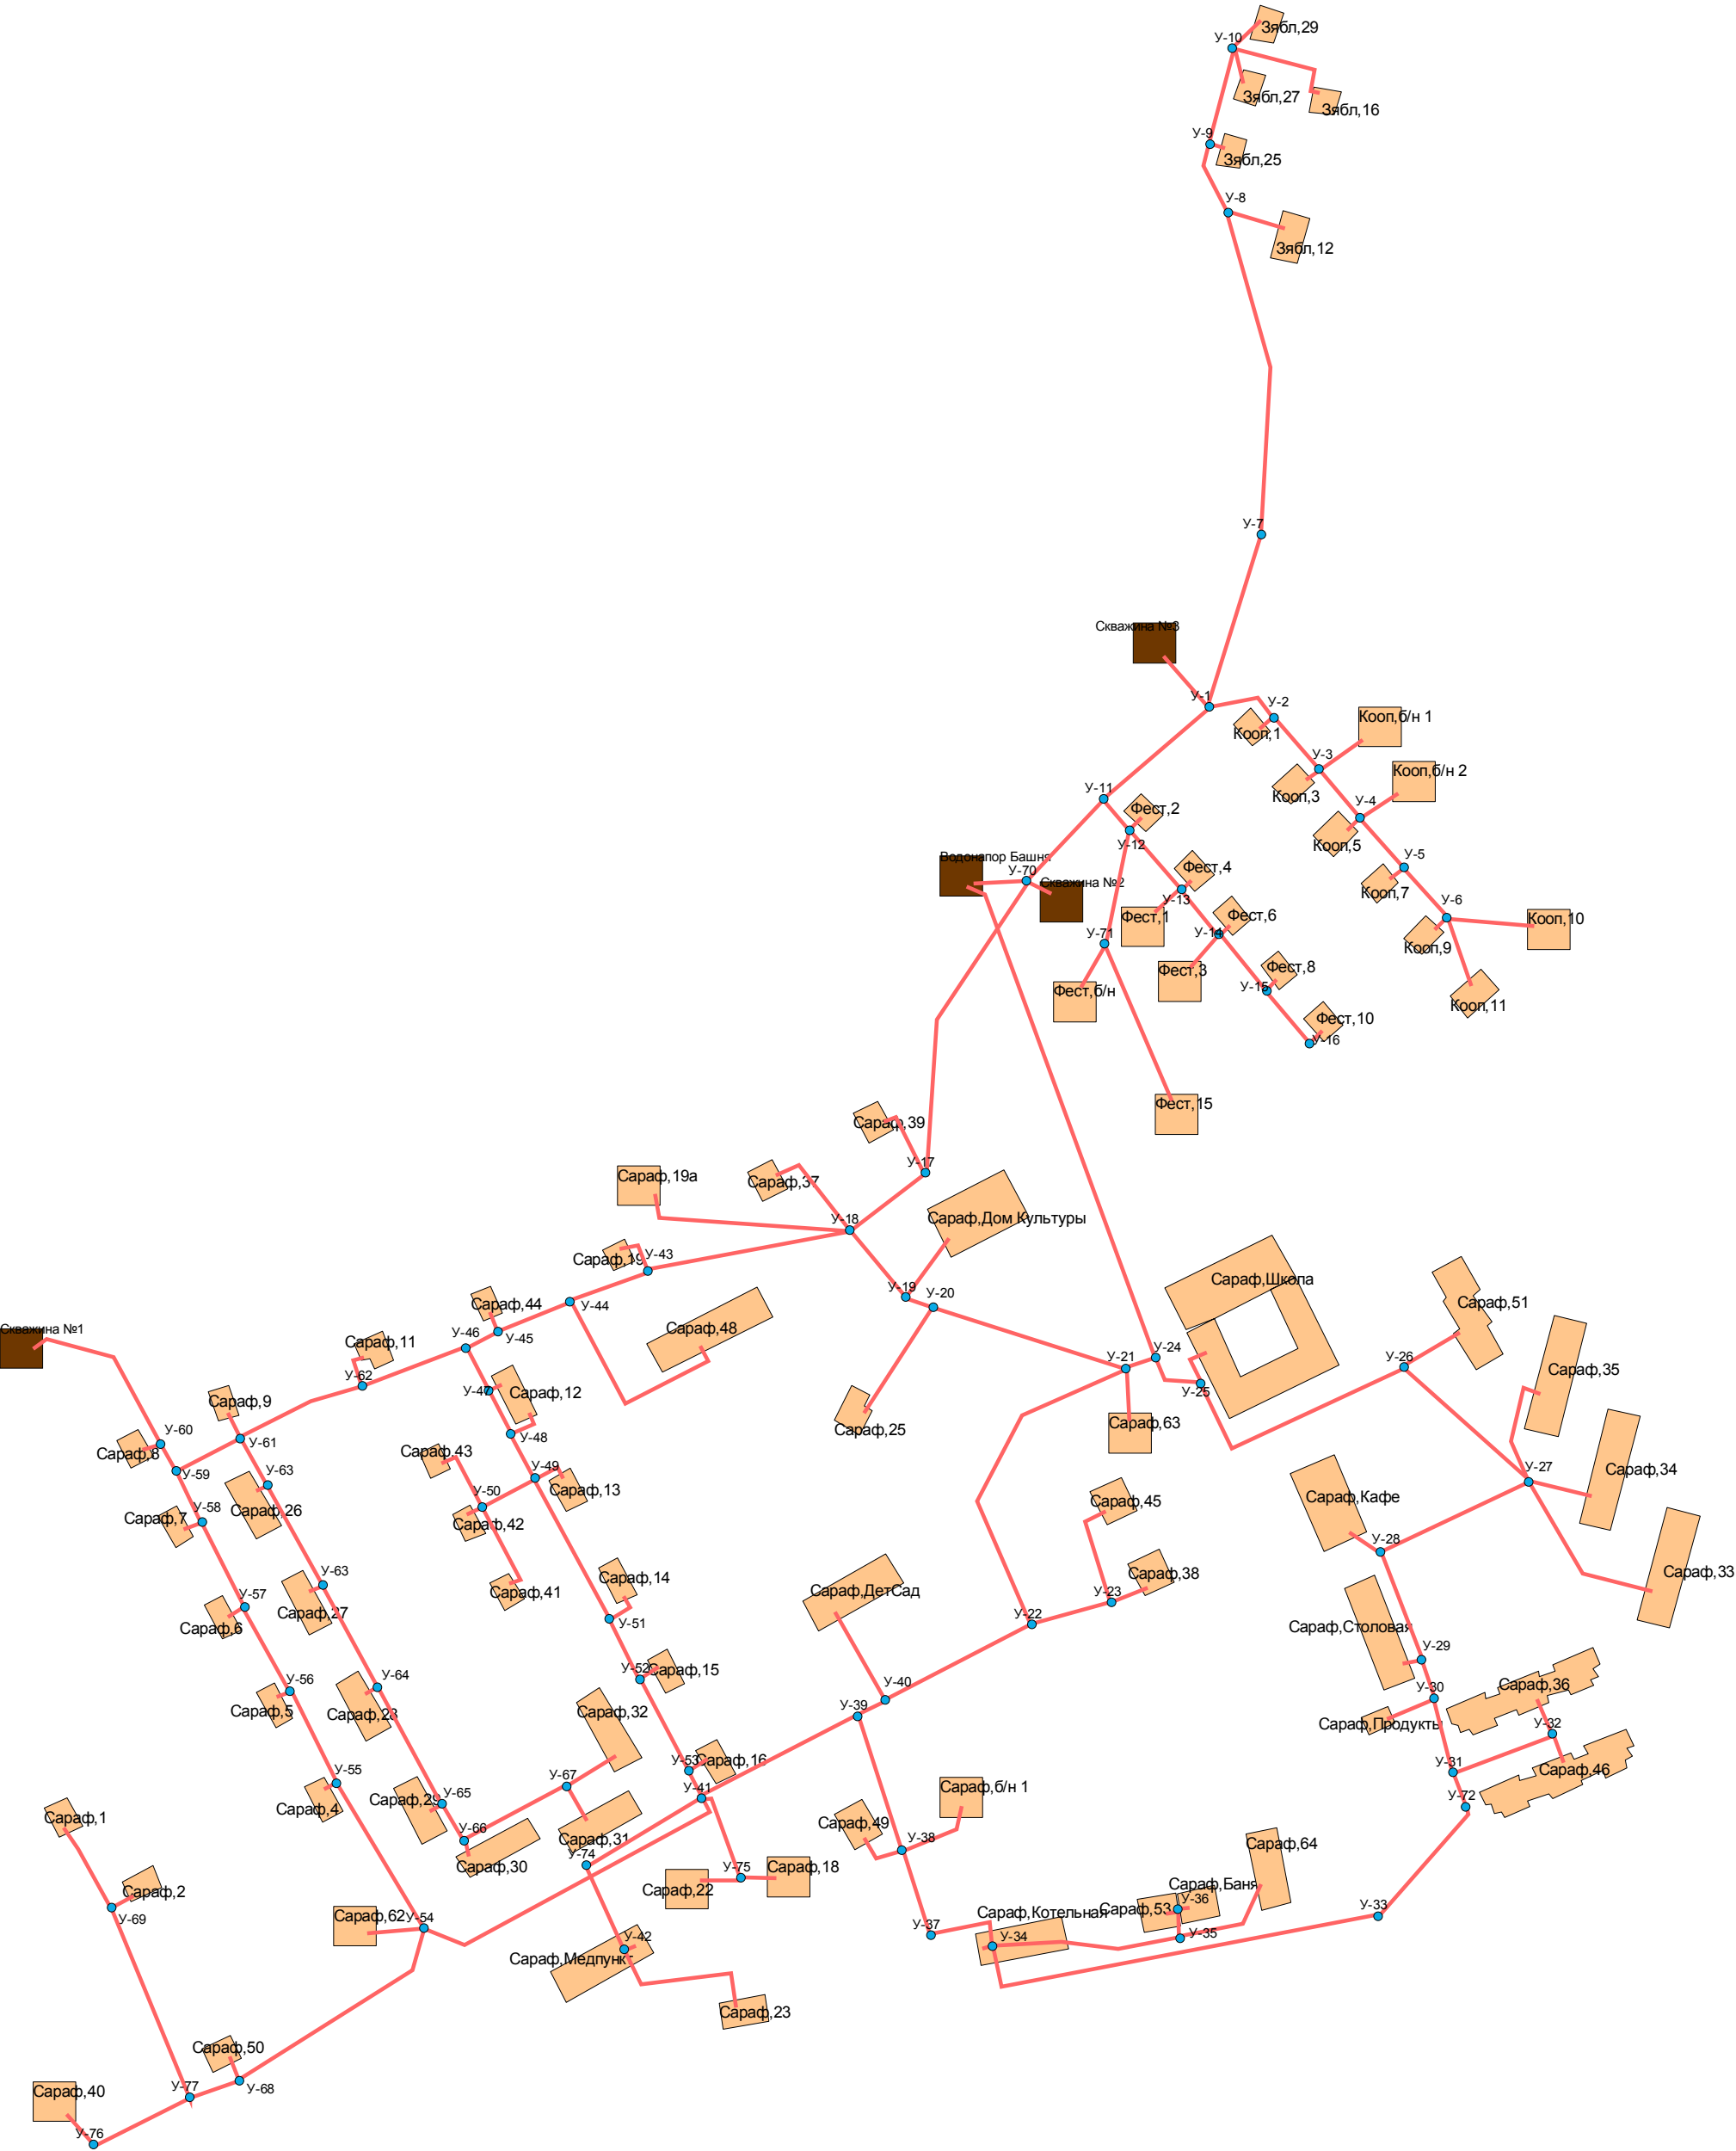 Зябл,29
У-10
Зябл,27
Зябл,16
У-9
Зябл,25
У-8
Зябл,12
У-7
Скважина №3
У-1
У-2
Кооп,б/н 1
Кооп,1
У-3
Кооп,б/н 2
У-11
Кооп,3
Фест,2
У-4
У-12
Кооп,5
Водонапор Башня
У-70
У-5
Фест,4
Скважина №2
Кооп,7
У-13
У-6
Фест,1
Фест,6
Кооп,10
У-71
У-14
Кооп,9
Фест,3
Фест,8
Фест,б/н
У-15
Кооп,11
Фест,10
У-16
Фест,15
Сараф,39
У-17
Сараф,19а
Сараф,37
У-18
Сараф,Дом Культуры
У-43
Сараф,19
Сараф,Школа
У-19
У-20
Сараф,44
У-44
Сараф,51
Скважина №1
Сараф,48
У-45
У-46
Сараф,11
У-24
У-21
У-26
Сараф,35
У-62
У-47
Сараф,12
У-25
Сараф,9
Сараф,25
Сараф,63
У-60
У-48
У-61
Сараф,8
Сараф,43
У-59
У-49
У-63
Сараф,34
У-27
Сараф,13
Сараф,Кафе
Сараф,45
У-50
У-58
Сараф,26
Сараф,7
Сараф,42
У-28
Сараф,14
У-63
Сараф,38
Сараф,33
Сараф,ДетСад
Сараф,41
У-23
У-57
Сараф,27
У-22
У-51
Сараф,6
Сараф,Столовая
У-29
У-64
У-52
Сараф,15
У-56
Сараф,36
У-30
У-40
Сараф,5
Сараф,32
У-39
Сараф,Продукты
У-32
Сараф,16
У-53
У-31
Сараф,46
У-55
У-67
Сараф,б/н 1
У-41
Сараф,29
У-65
У-72
Сараф,4
Сараф,1
Сараф,49
У-66
Сараф,31
Сараф,64
У-38
У-74
Сараф,30
У-75
Сараф,18
Сараф,2
Сараф,22
Сараф,Баня
У-33
У-36
Сараф,53
Сараф,Котельная
У-69
Сараф,62
У-54
У-37
У-34
У-35
У-42
Сараф,Медпункт
Сараф,23
Сараф,50
У-77
У-68
Сараф,40
У-76